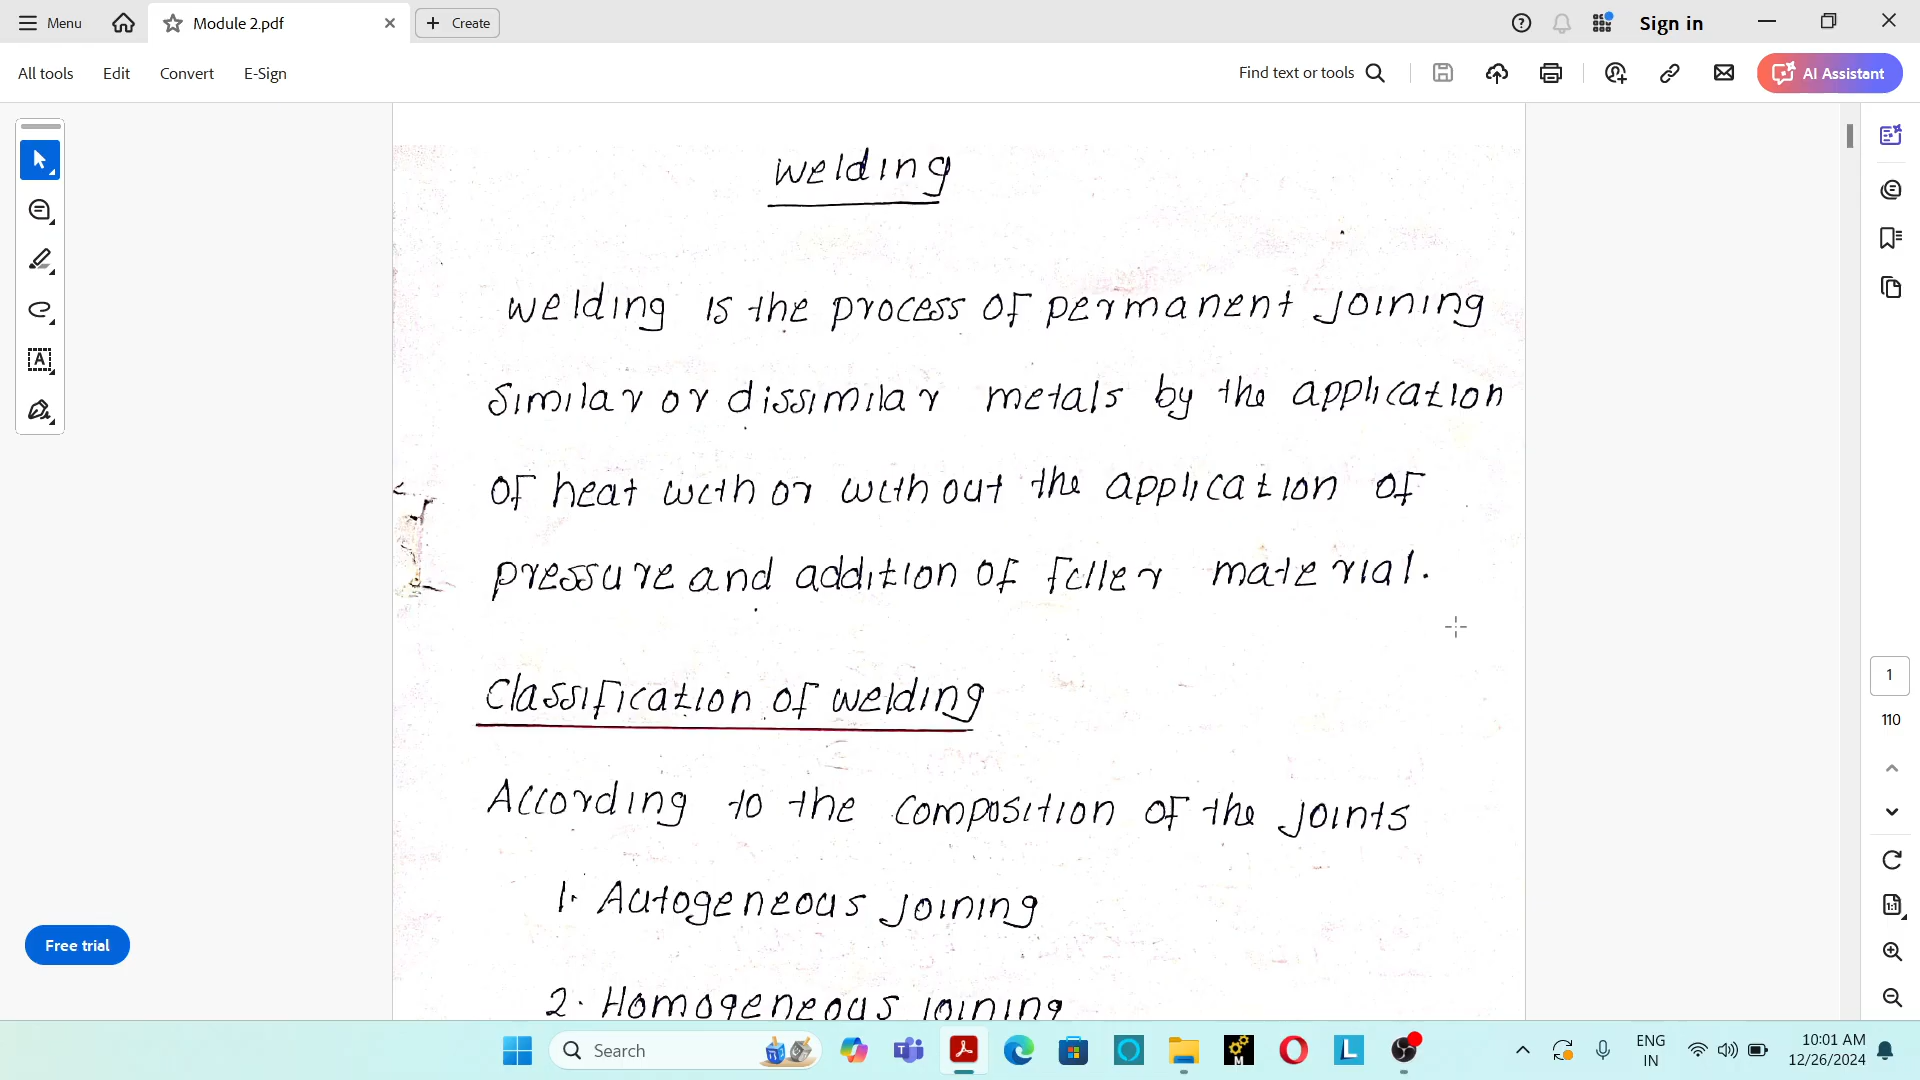 Menu
Module 2.pdf
Create
Sign in
All tools
Edit
Convert
E-Sign
Find text or tools
AI Assistant
Welding
Welding is the process of permanent joining
Similar or dissimilar metals by the application
of heat with or without the application of
pressure and addition of filler material.
Classification of welding
According to the composition of the joints
1. Autogeneous joining
2. Homogeneous joining
1
110
Free trial
Search
ENG
IN
10:01 AM
12/26/2024